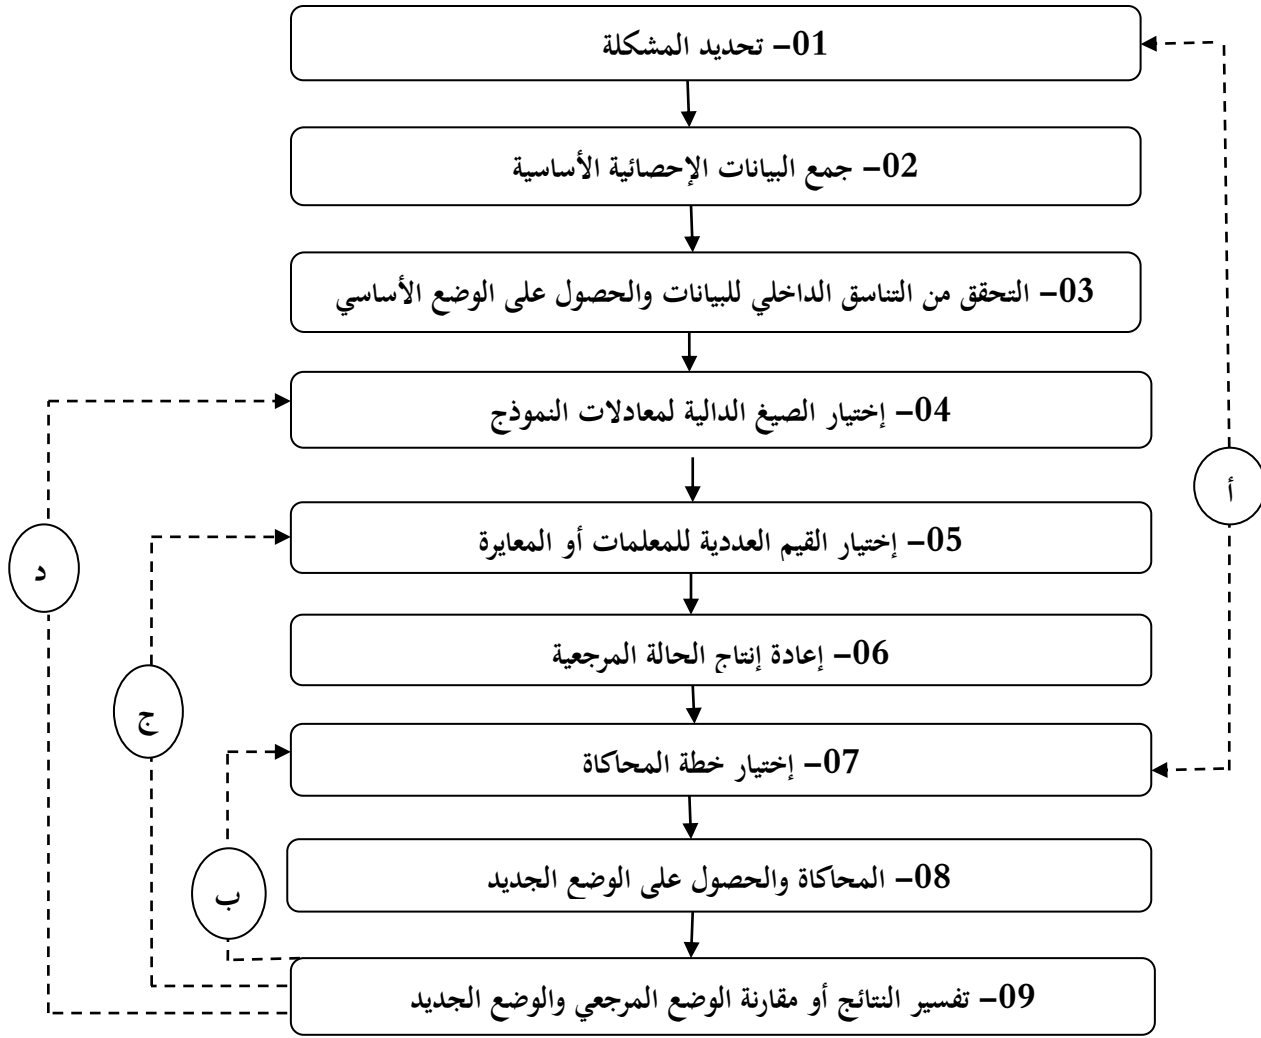 01- تحديد المشكلة
02- جمع البيانات الإحصائية الأساسية
03- التحقق من التناسق الداخلي للبيانات والحصول على الوضع الأساسي
04- إختيار الصيغ الدالية لمعادلات النموذج
أ
05- إختيار القيم العددية للمعلمات أو المعايرة
د
06- إعادة إنتاج الحالة المرجعية
ج
07- إختيار خطة المحاكاة
08- المحاكاة والحصول على الوضع الجديد
ب
09- تفسير النتائج أو مقارنة الوضع المرجعي والوضع الجديد